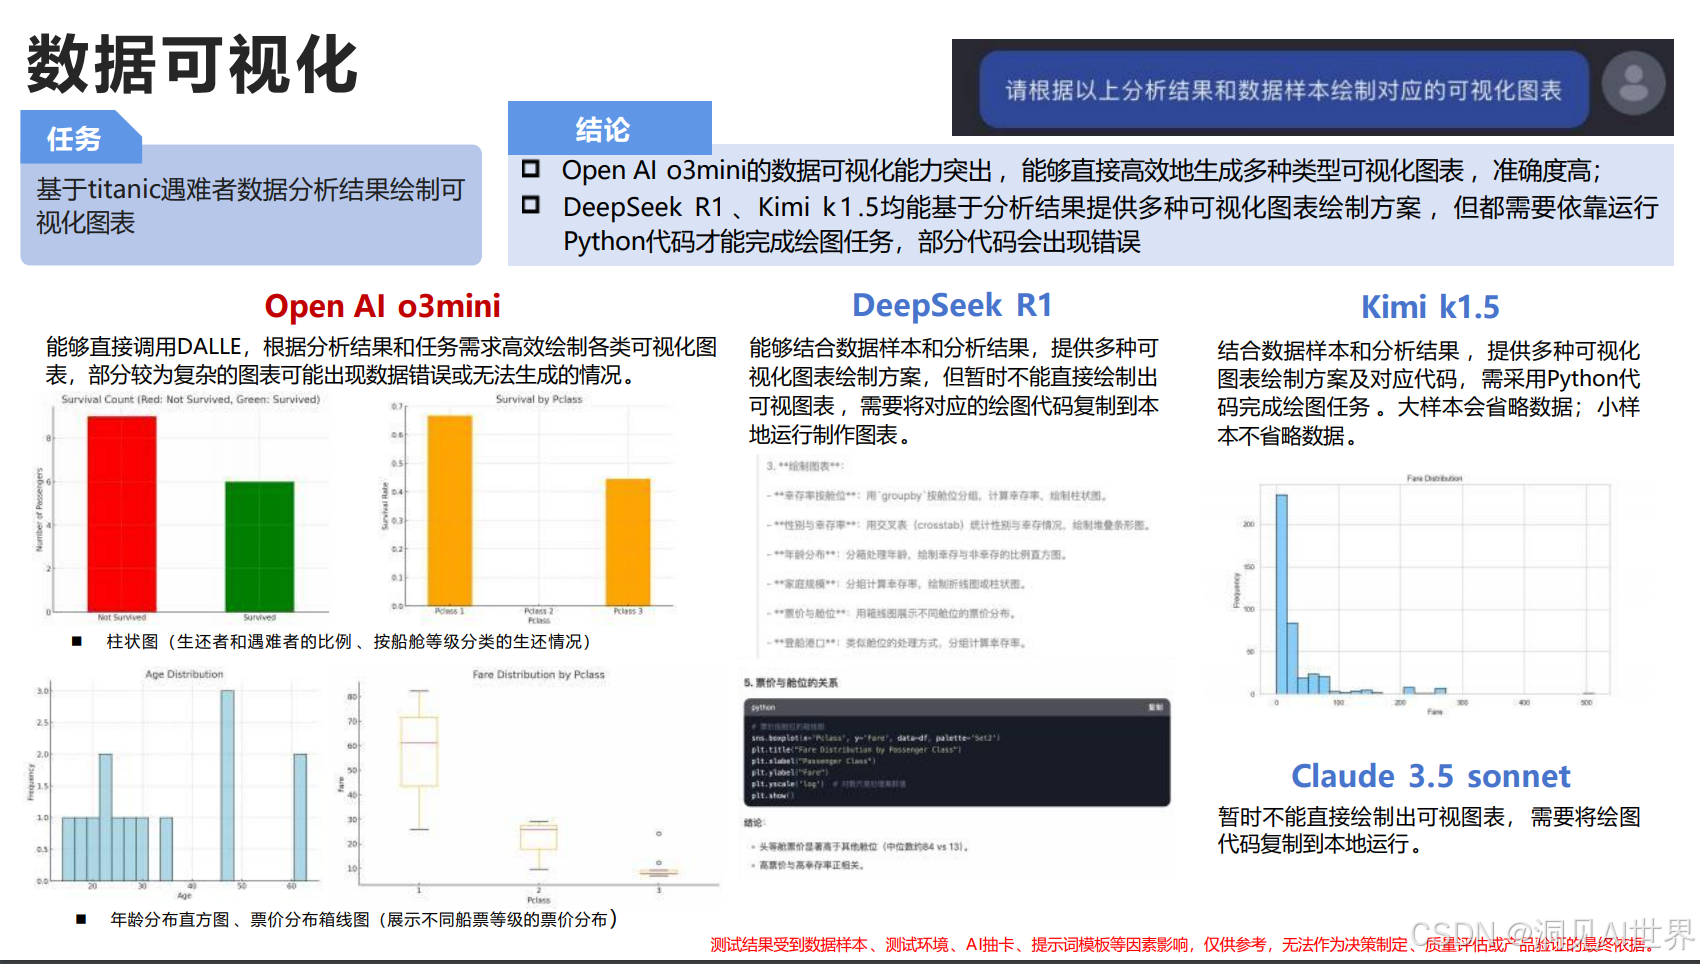 数据可视化
请根据以上分析结果和数据样本绘制对应的可视化图表
任务
基于titanic遇难者数据分析结果绘制可
视化图表
结论
Open AI o3mini的数据可视化能力突出，能够直接高效地生成多种类型可视化图表，准确度高；
DeepSeek R1、Kimi k1.5均能基于分析结果提供多种可视化图表绘制方案，但都需要依靠运行
Python代码才能完成绘图任务，部分代码会出现错误
Open AI o3mini
能够直接调用DALLE，根据分析结果和任务需求高效绘制各类可视化图
表，部分较为复杂的图表可能出现数据错误或无法生成的情况。
Survival Count (Red: Not Survived, Green: Survived)
Number of Passengers
8
6
4
2
0
Not Survived
Survived
Survival by Pclass
Survival Rate
0.7
0.6
0.5
0.4
0.3
0.2
0.1
0.0
Pclass 1
Pclass 2
Pclass 3
Pclass
■ 柱状图（生还者和遇难者的比例、按船舱等级分类的生还情况）
Age Distribution
Frequency
3.0
2.5
2.0
1.5
1.0
0.5
0.0
20
30
40
50
60
Age
Fare Distribution by Pclass
Fare
80
70
60
50
40
30
20
10
1
2
3
Pclass
■ 年龄分布直方图、票价分布箱线图（展示不同船票等级的票价分布）
DeepSeek R1
能够结合数据样本和分析结果，提供多种可
视化图表绘制方案，但暂时不能直接绘制出
可视图表，需要将对应的绘图代码复制到本
地运行制作图表。
3. **绘制图表**：
- **幸存率按舱位**：用`groupby`按舱位分组，计算幸存率，绘制柱状图。
- **性别与幸存率**：用交叉表（crosstab）统计性别与幸存情况，绘制堆叠条形图。
- **年龄分布**：分箱处理年龄，绘制幸存与非幸存的比例直方图。
- **家庭规模**：分组计算幸存率，绘制折线图或柱状图。
- **票价与舱位**：用箱线图展示不同舱位的票价分布。
- **登船港口**：类似舱位的处理方式，分组计算幸存率。
5. 票价与舱位的关系
python
复制
# 票价按舱位的箱线图
sns.boxplot(x='Pclass', y='Fare', data=df, palette='Set2')
plt.title("Fare Distribution by Passenger Class")
plt.xlabel("Passenger Class")
plt.ylabel("Fare")
plt.yscale('log') # 对数尺度处理离群值
plt.show()
结论：
• 头等舱票价显著高于其他舱位（中位数约84 vs 13）。
• 高票价与高幸存率正相关。
Kimi k1.5
结合数据样本和分析结果，提供多种可视化
图表绘制方案及对应代码，需采用Python代
码完成绘图任务。大样本会省略数据；小样
本不省略数据。
Fare Distribution
Frequency
200
150
100
50
0
0
100
200
300
400
500
Fare
Claude 3.5 sonnet
暂时不能直接绘制出可视图表，需要将绘图
代码复制到本地运行。
测试结果受到数据样本、测试环境、AI抽卡、提示词模板等因素影响，仅供参考，无法作为决策制定、质量评估或产品验证的最终依据。
CSDN @洞见AI世界